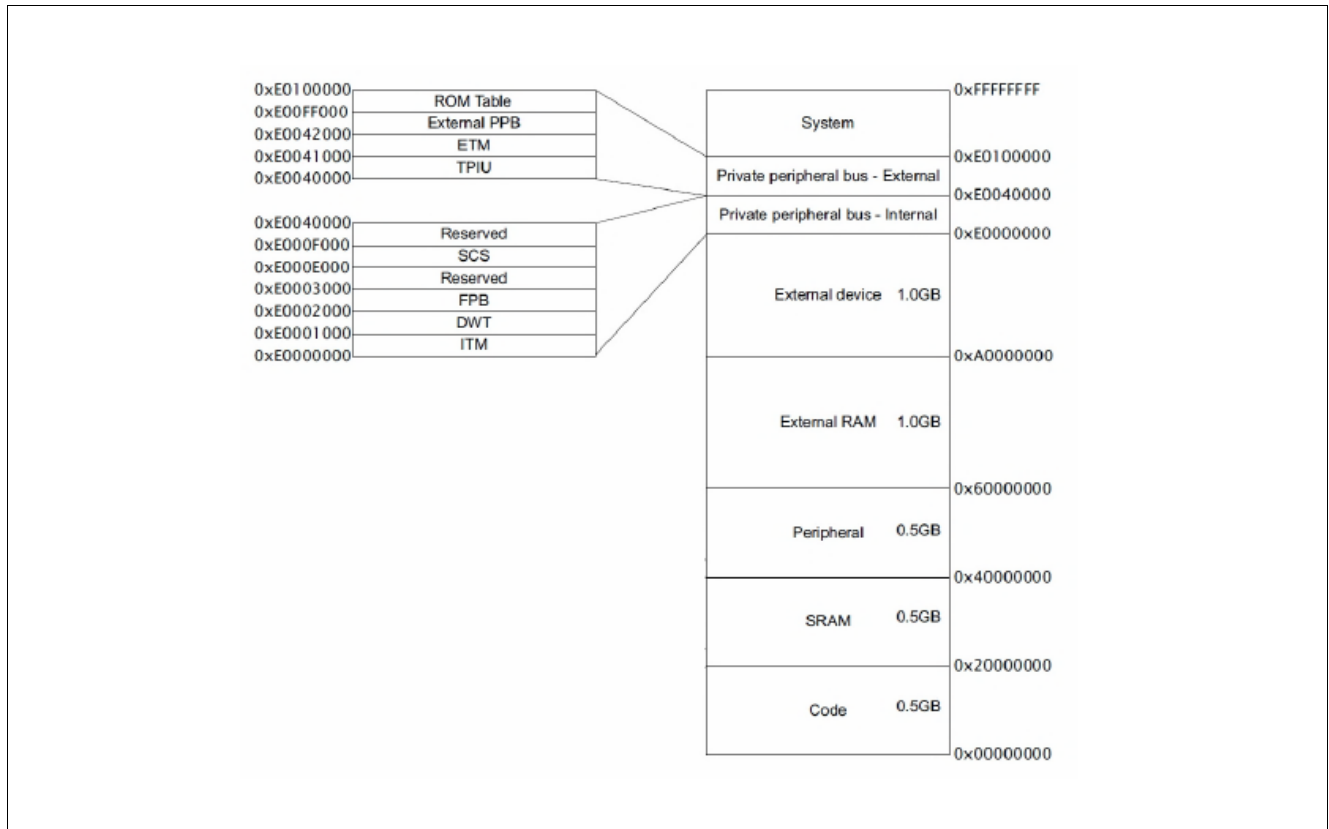 0xE0100000
ROM Table
0xE00FF000
External PPB
0xE0042000
ETM
0xE0041000
TPIU
0xE0040000
0xE0040000
Reserved
0xE000F000
SCS
0xE000E000
Reserved
0xE0003000
FPB
0xE0002000
DWT
0xE0001000
ITM
0xE0000000
0xFFFFFFFF
System
0xE0100000
Private peripheral bus - External
0xE0040000
Private peripheral bus - Internal
0xE0000000
External device 1.0GB
0xA0000000
External RAM 1.0GB
0x60000000
Peripheral 0.5GB
0x40000000
SRAM 0.5GB
0x20000000
Code 0.5GB
0x00000000